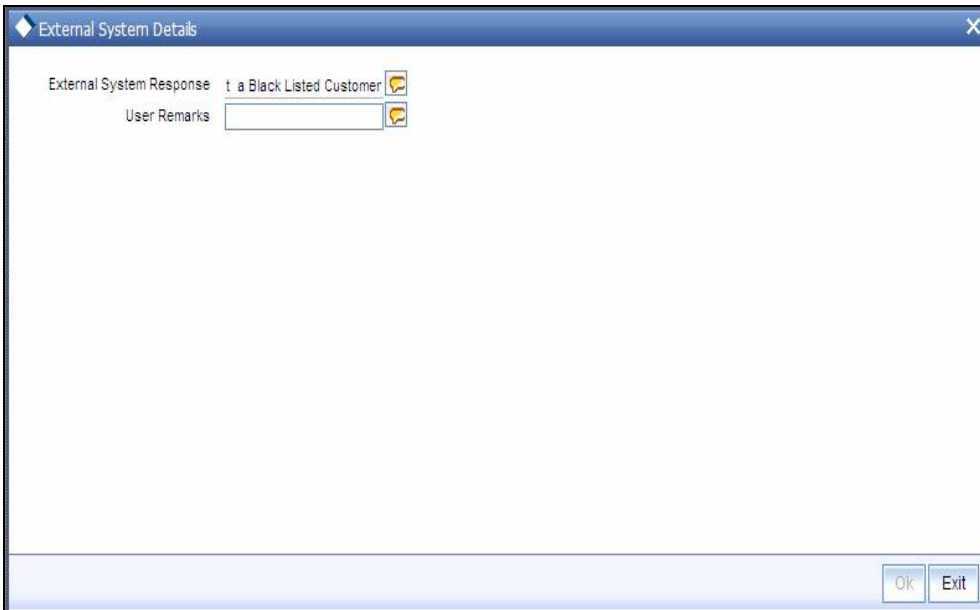 External System Details
External System Response t a Black Listed Customer
User Remarks
Ok Exit